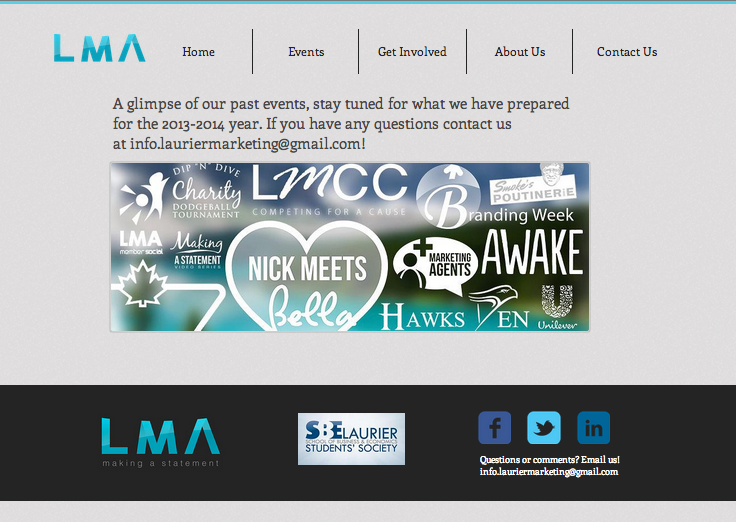 LMA
Home
Events
Get Involved
About Us
Contact Us
A glimpse of our past events, stay tuned for what we have prepared
for the 2013-2014 year. If you have any questions contact us
at info.lauriermarketing@gmail.com!
DIP "N" DIVE
Charity
DODGEBALL
TOURNAMENT
LMCC
COMPETING FOR A CAUSE
Smoke's
POUTINERIE
Branding Week
LMA
member social
Making
A STATEMENT
VIDEO SERIES
NICK MEETS
Bella
MARKETING
AGENTS
AWAKE
HAWKS DEN
Unilever
LMA
making a statement
SBE LAURIER
SCHOOL OF BUSINESS & ECONOMICS
STUDENTS' SOCIETY
f
in
Questions or comments? Email us!
info.lauriermarketing@gmail.com